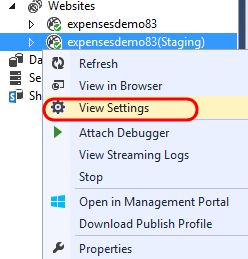 Websites
expensesdemo83
expensesdemo83(Staging)
Refresh
View in Browser
View Settings
Attach Debugger
View Streaming Logs
Stop
Open in Management Portal
Download Publish Profile
Properties